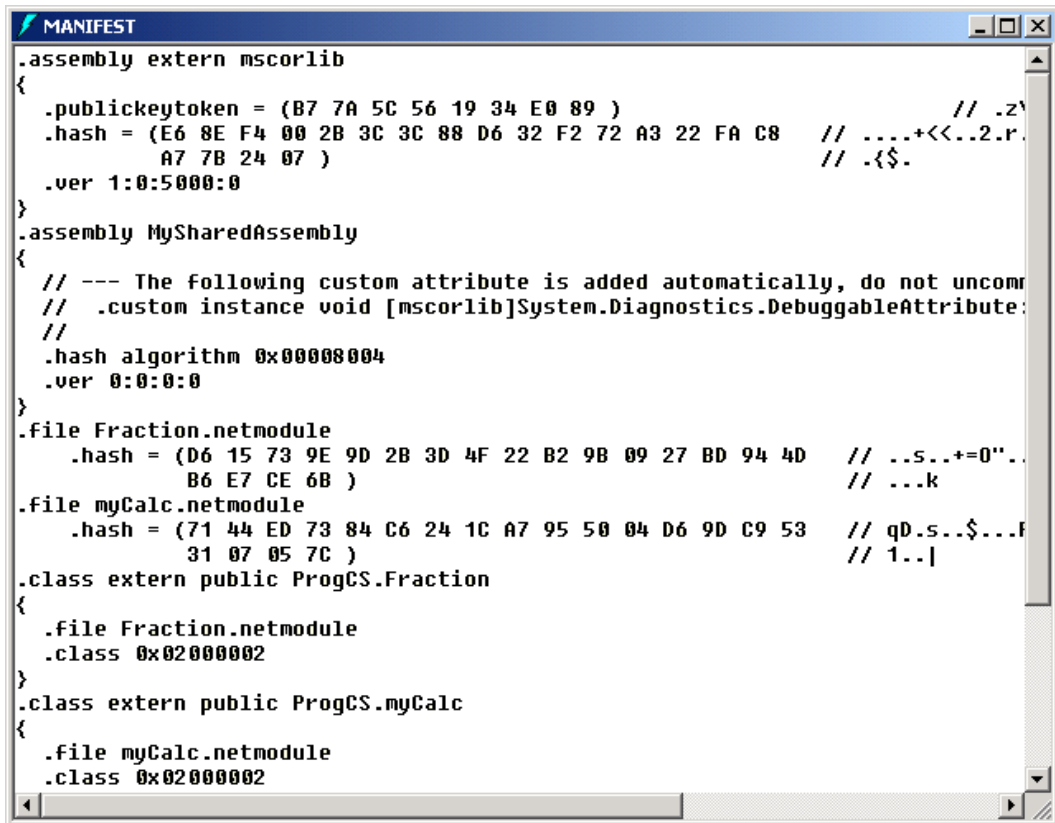 MANIFEST
.assembly extern mscorlib
{
  .publickeytoken = (B7 7A 5C 56 19 34 E0 89 )                         // .z\
  .hash = (E6 8E F4 00 2B 3C 3C 88 D6 32 F2 72 A3 22 FA C8   // ....+<<..2.r.
           A7 7B 24 07 )                                     // .{$.
  .ver 1:0:5000:0
}
.assembly MySharedAssembly
{
  // --- The following custom attribute is added automatically, do not
  //  .custom instance void [mscorlib]System.Diagnostics.DebuggableAttribute:
  //
  .hash algorithm 0x00008004
  .ver 0:0:0:0
}
.file Fraction.netmodule
    .hash = (D6 15 73 9E 9D 2B 3D 4F 22 B2 9B 09 27 BD 94 4D   // ..s..+=O"..
             B6 E7 CE 6B )                                     // ...k
.file myCalc.netmodule
    .hash = (71 44 ED 73 84 C6 24 1C A7 95 50 04 D6 9D C9 53   // qD.s..$...
             31 07 05 7C )                                     // 1..|
.class extern public ProgCS.Fraction
{
  .file Fraction.netmodule
  .class 0x02000002
}
.class extern public ProgCS.myCalc
{
  .file myCalc.netmodule
  .class 0x02000002